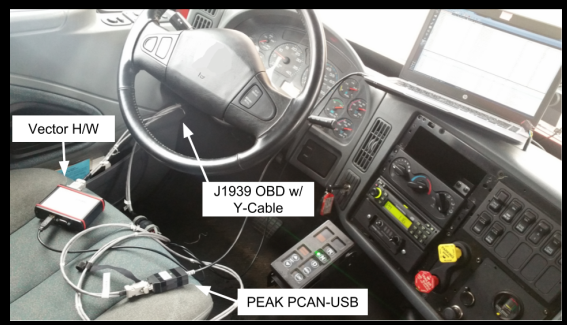 Vector H/W
J1939 OBD w/
Y-Cable
PEAK PCAN-USB